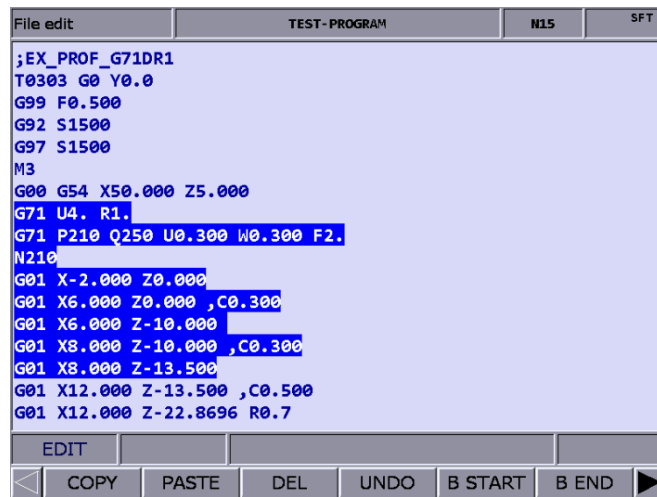 File edit TEST-PROGRAM N15 SFT
;EX_PROF_G71DR1
T0303 G0 Y0.0
G99 F0.500
G92 S1500
G97 S1500
M3
G00 G54 X50.000 Z5.000
G71 U4. R1.
G71 P210 Q250 U0.300 W0.300 F2.
N210
G01 X-2.000 Z0.000
G01 X6.000 Z0.000 ,C0.300
G01 X6.000 Z-10.000
G01 X8.000 Z-10.000 ,C0.300
G01 X8.000 Z-13.500
G01 X12.000 Z-13.500 ,C0.500
G01 X12.000 Z-22.8696 R0.7
EDIT
COPY PASTE DEL UNDO B START B END